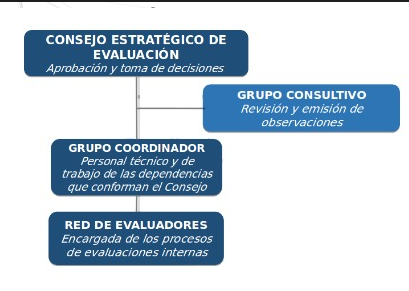 CONSEJO ESTRATÉGICO DE
EVALUACIÓN
Aprobación y toma de decisiones
GRUPO CONSULTIVO
Revisión y emisión de
observaciones
GRUPO COORDINADOR
Personal técnico y de
trabajo de las dependencias
que conforman el Consejo
RED DE EVALUADORES
Encargada de los procesos
de evaluaciones internas